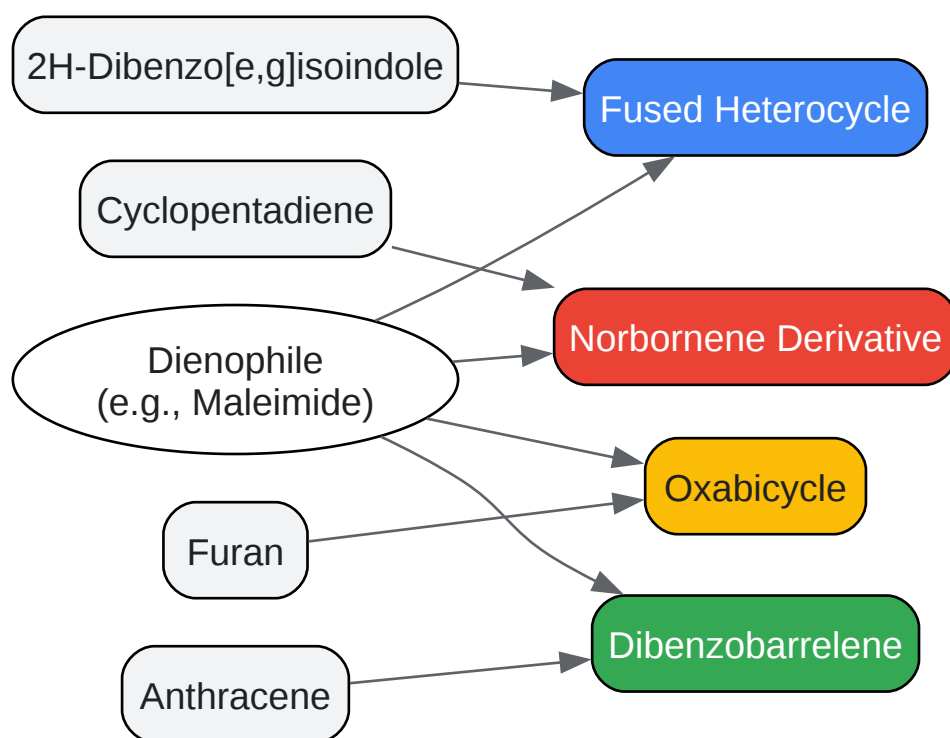 2H-Dibenzo[e,g]isoindole
Fused Heterocycle
Cyclopentadiene
Norbornene Derivative
Dienophile
(e.g., Maleimide)
Oxabicycle
Furan
Dibenzobarrelene
Anthracene